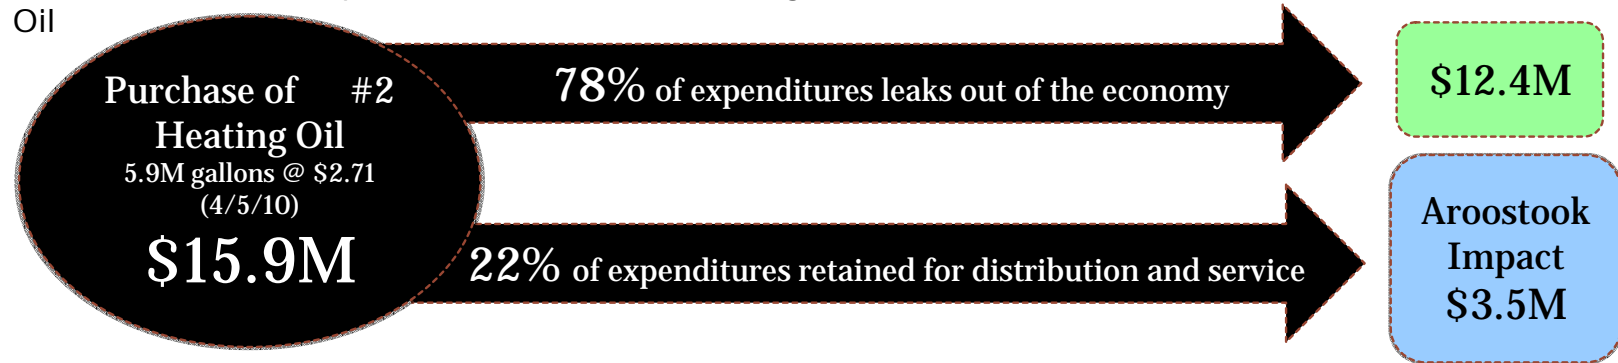 Oil
Purchase of #2
Heating Oil
5.9M gallons @ $2.71
(4/5/10)
$15.9M
78% of expenditures leaks out of the economy
$12.4M
22% of expenditures retained for distribution and service
Aroostook
Impact
$3.5M